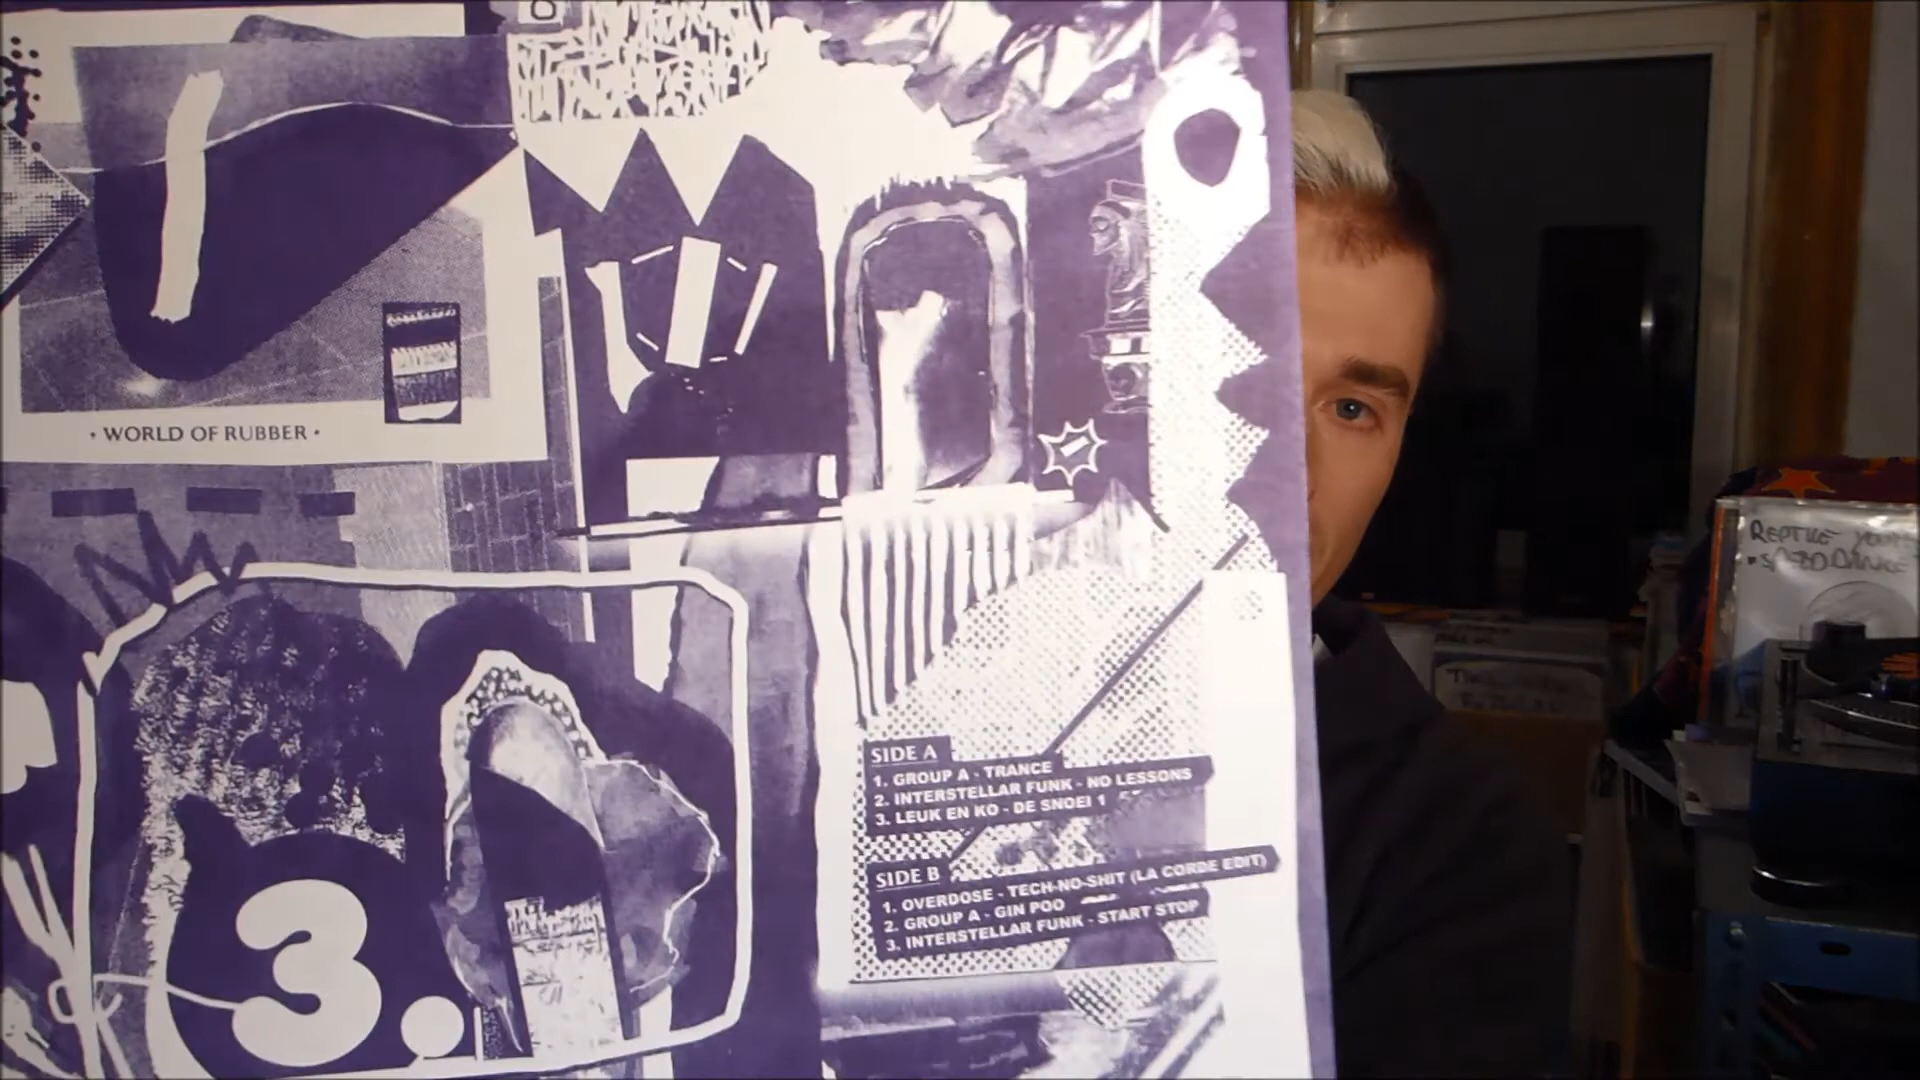 • WORLD OF RUBBER •
3.
SIDE A
1. GROUP A - TRANCE
2. INTERSTELLAR FUNK - NO LESSONS
3. LEUK EN KO - DE SNOEI 1
SIDE B
1. OVERDOSE - TECH-NO-SHIT (LA CORDE EDIT)
2. GROUP A - GIN POO
3. INTERSTELLAR FUNK - START STOP
REPTILE